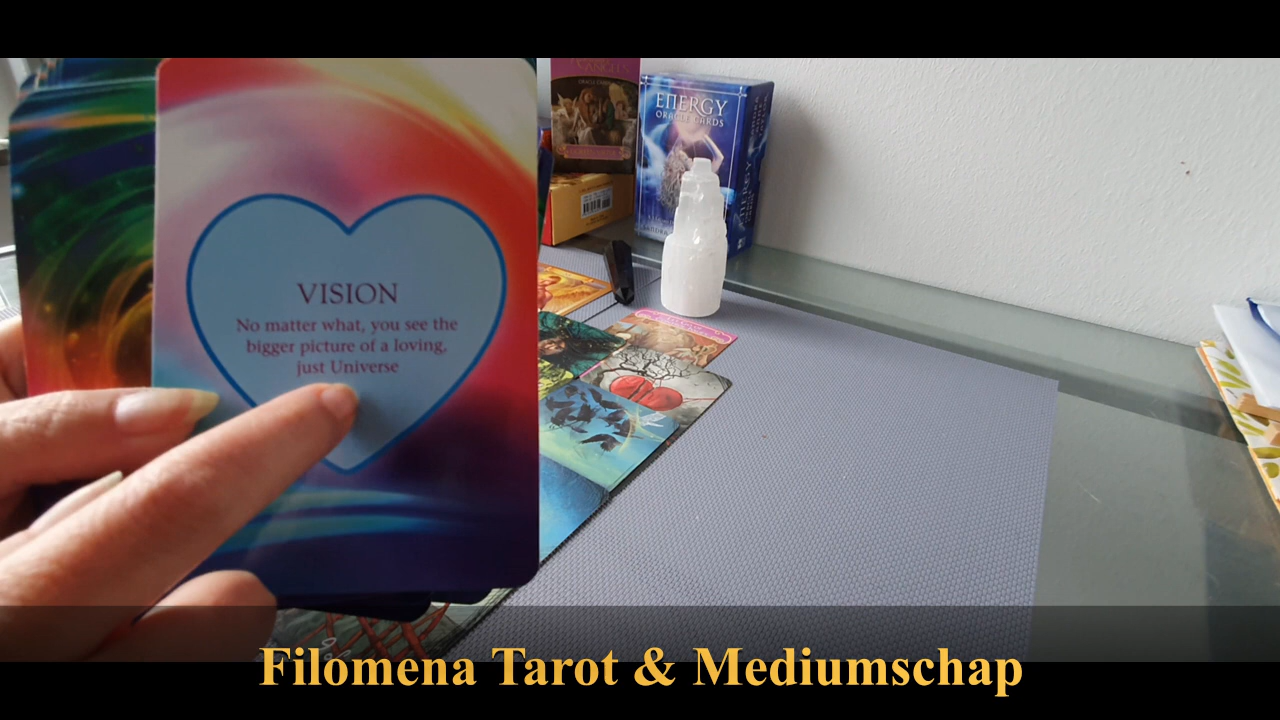 ENERGY
ORACLE CARDS
VISION
No matter what, you see the
bigger picture of a loving,
just Universe
Filomena Tarot & Mediumschap